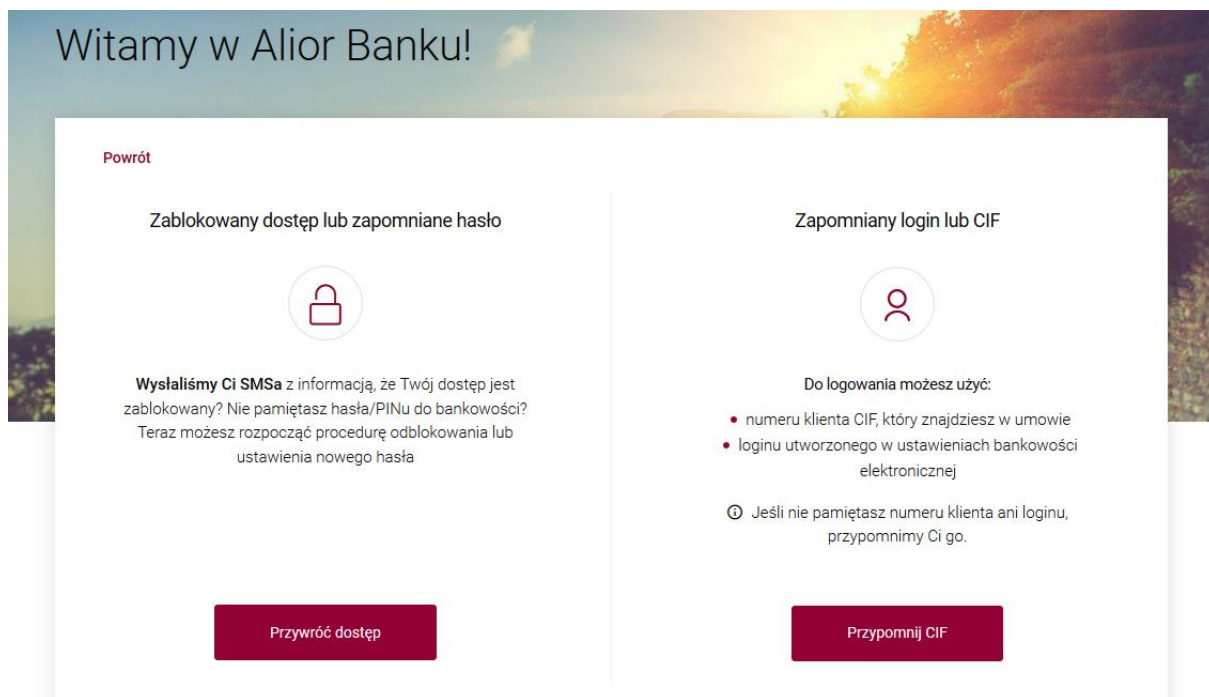 Witamy w Alior Banku!
Powrót
Zablokowany dostęp lub zapomniane hasło
Wysłaliśmy Ci SMSa z informacją, że Twój dostęp jest
zablokowany? Nie pamiętasz hasła/PINu do bankowości?
Teraz możesz rozpocząć procedurę odblokowania lub
ustawienia nowego hasła
Przywróć dostęp
Zapomniany login lub CIF
Do logowania możesz użyć:
• numeru klienta CIF, który znajdziesz w umowie
• loginu utworzonego w ustawieniach bankowości
elektronicznej
Jeśli nie pamiętasz numeru klienta ani loginu,
przypomnimy Ci go.
Przypomnij CIF